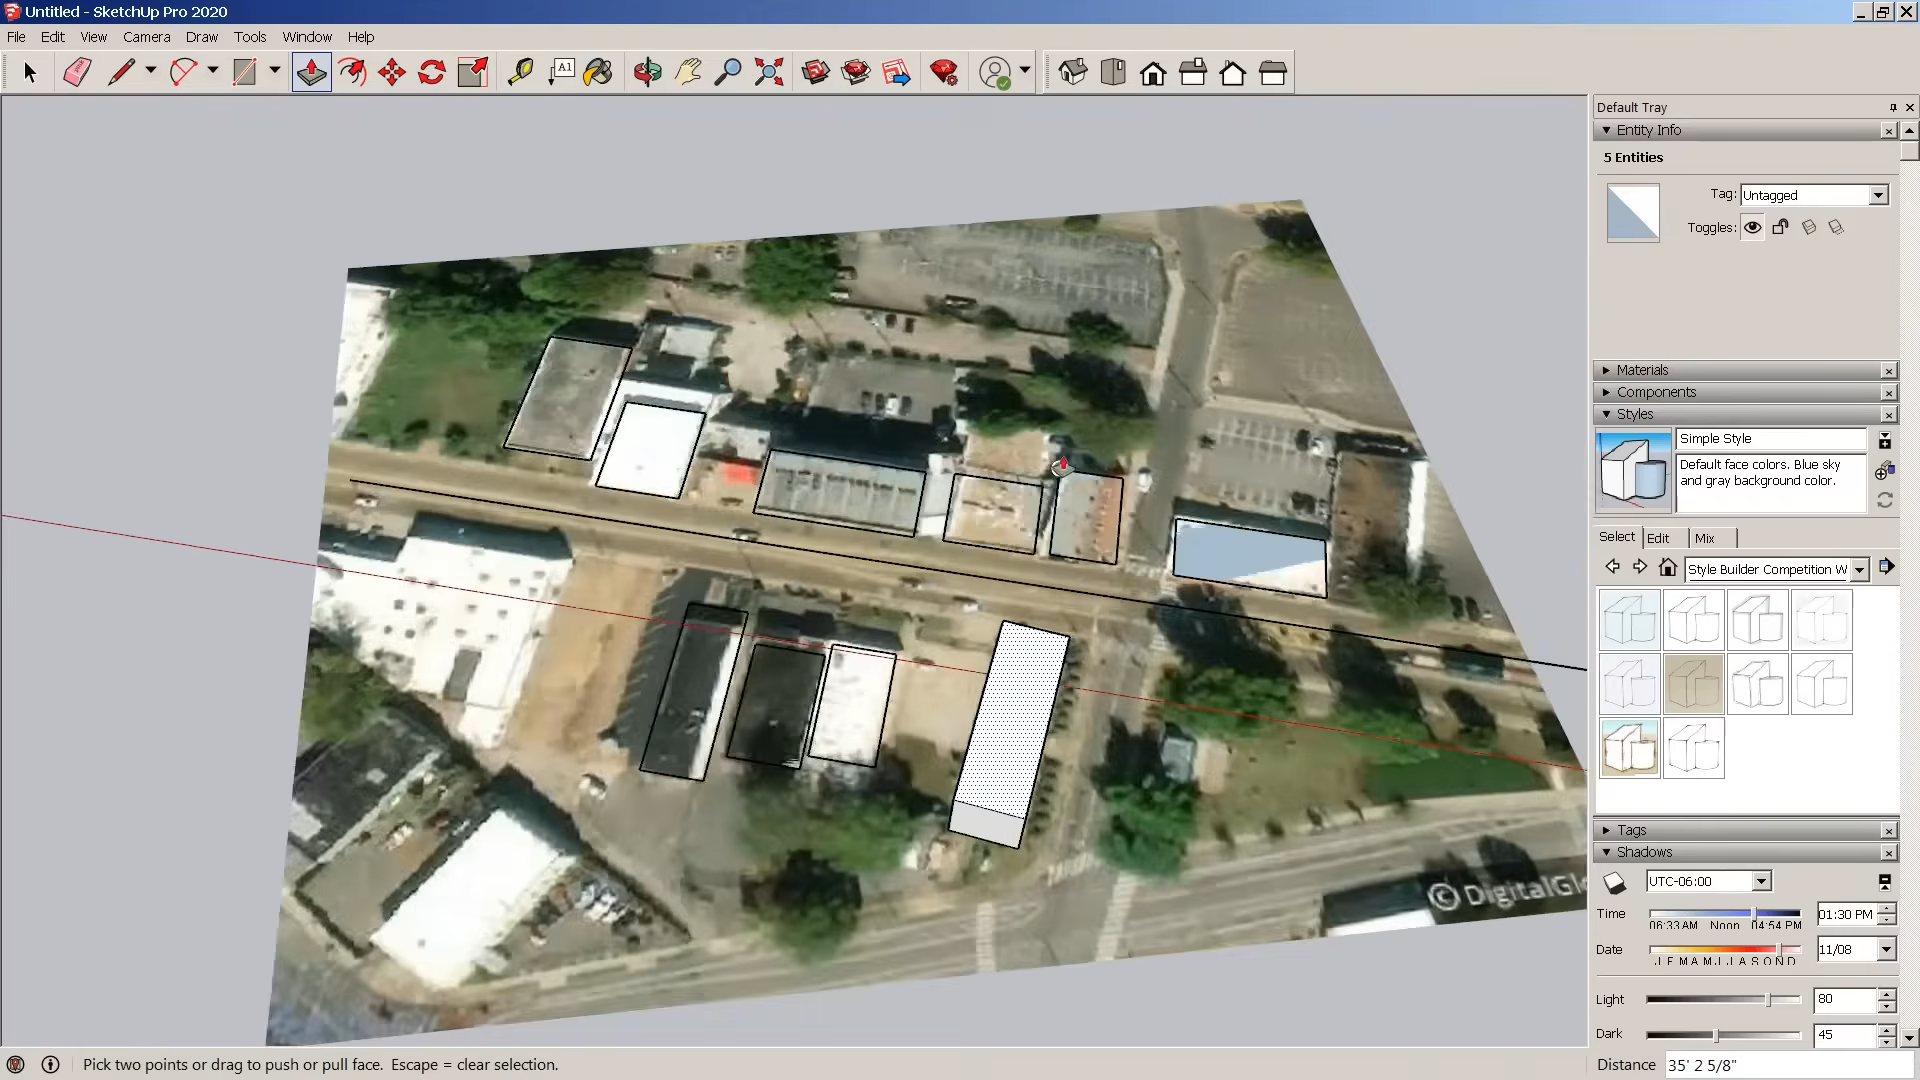 Untitled - SketchUp Pro 2020
File Edit View Camera Draw Tools Window Help
A1
Default Tray
Entity Info
5 Entities
Tag: Untagged
Toggles:
Materials
Components
Styles
Simple Style
Default face colors. Blue sky
and gray background color.
Select Edit Mix
Style Builder Competition W
Tags
Shadows
UTC-06:00
Time 01:30 PM
06:33 AM Noon 04:54 PM
Date 11/08
J F M A M J J A S O N D
Light 80
Dark 45
© DigitalGl
Pick two points or drag to push or pull face. Escape = clear selection.
Distance 35' 2 5/8"